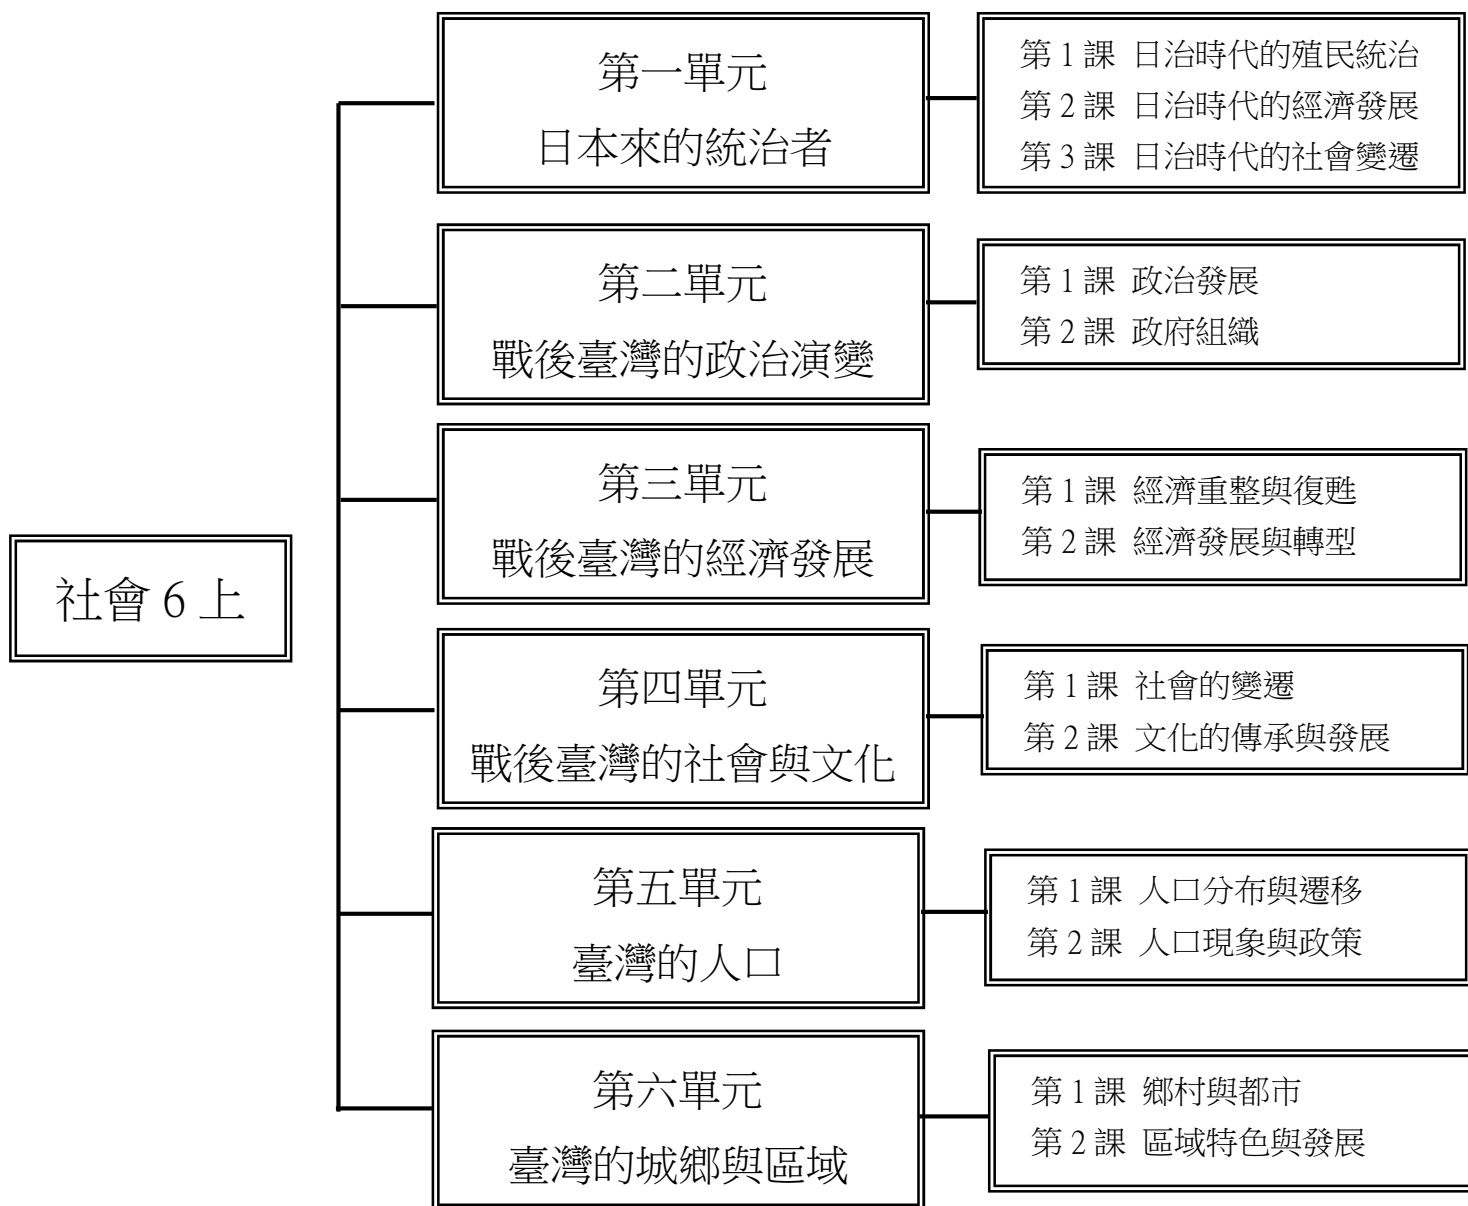 社會 6 上
第一單元
日本來的統治者
第 1 課 日治時代的殖民統治
第 2 課 日治時代的經濟發展
第 3 課 日治時代的社會變遷
第二單元
戰後臺灣的政治演變
第 1 課 政治發展
第 2 課 政府組織
第三單元
戰後臺灣的經濟發展
第 1 課 經濟重整與復甦
第 2 課 經濟發展與轉型
第四單元
戰後臺灣的社會與文化
第 1 課 社會的變遷
第 2 課 文化的傳承與發展
第五單元
臺灣的人口
第 1 課 人口分布與遷移
第 2 課 人口現象與政策
第六單元
臺灣的城鄉與區域
第 1 課 鄉村與都市
第 2 課 區域特色與發展